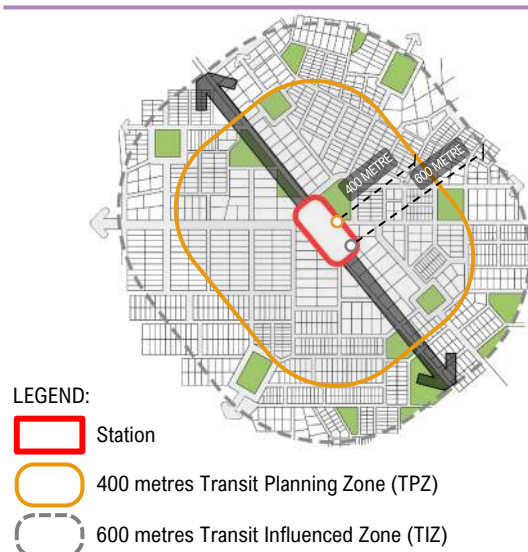 400 METRE
600 METRE
LEGEND:
Station
400 metres Transit Planning Zone (TPZ)
600 metres Transit Influenced Zone (TIZ)